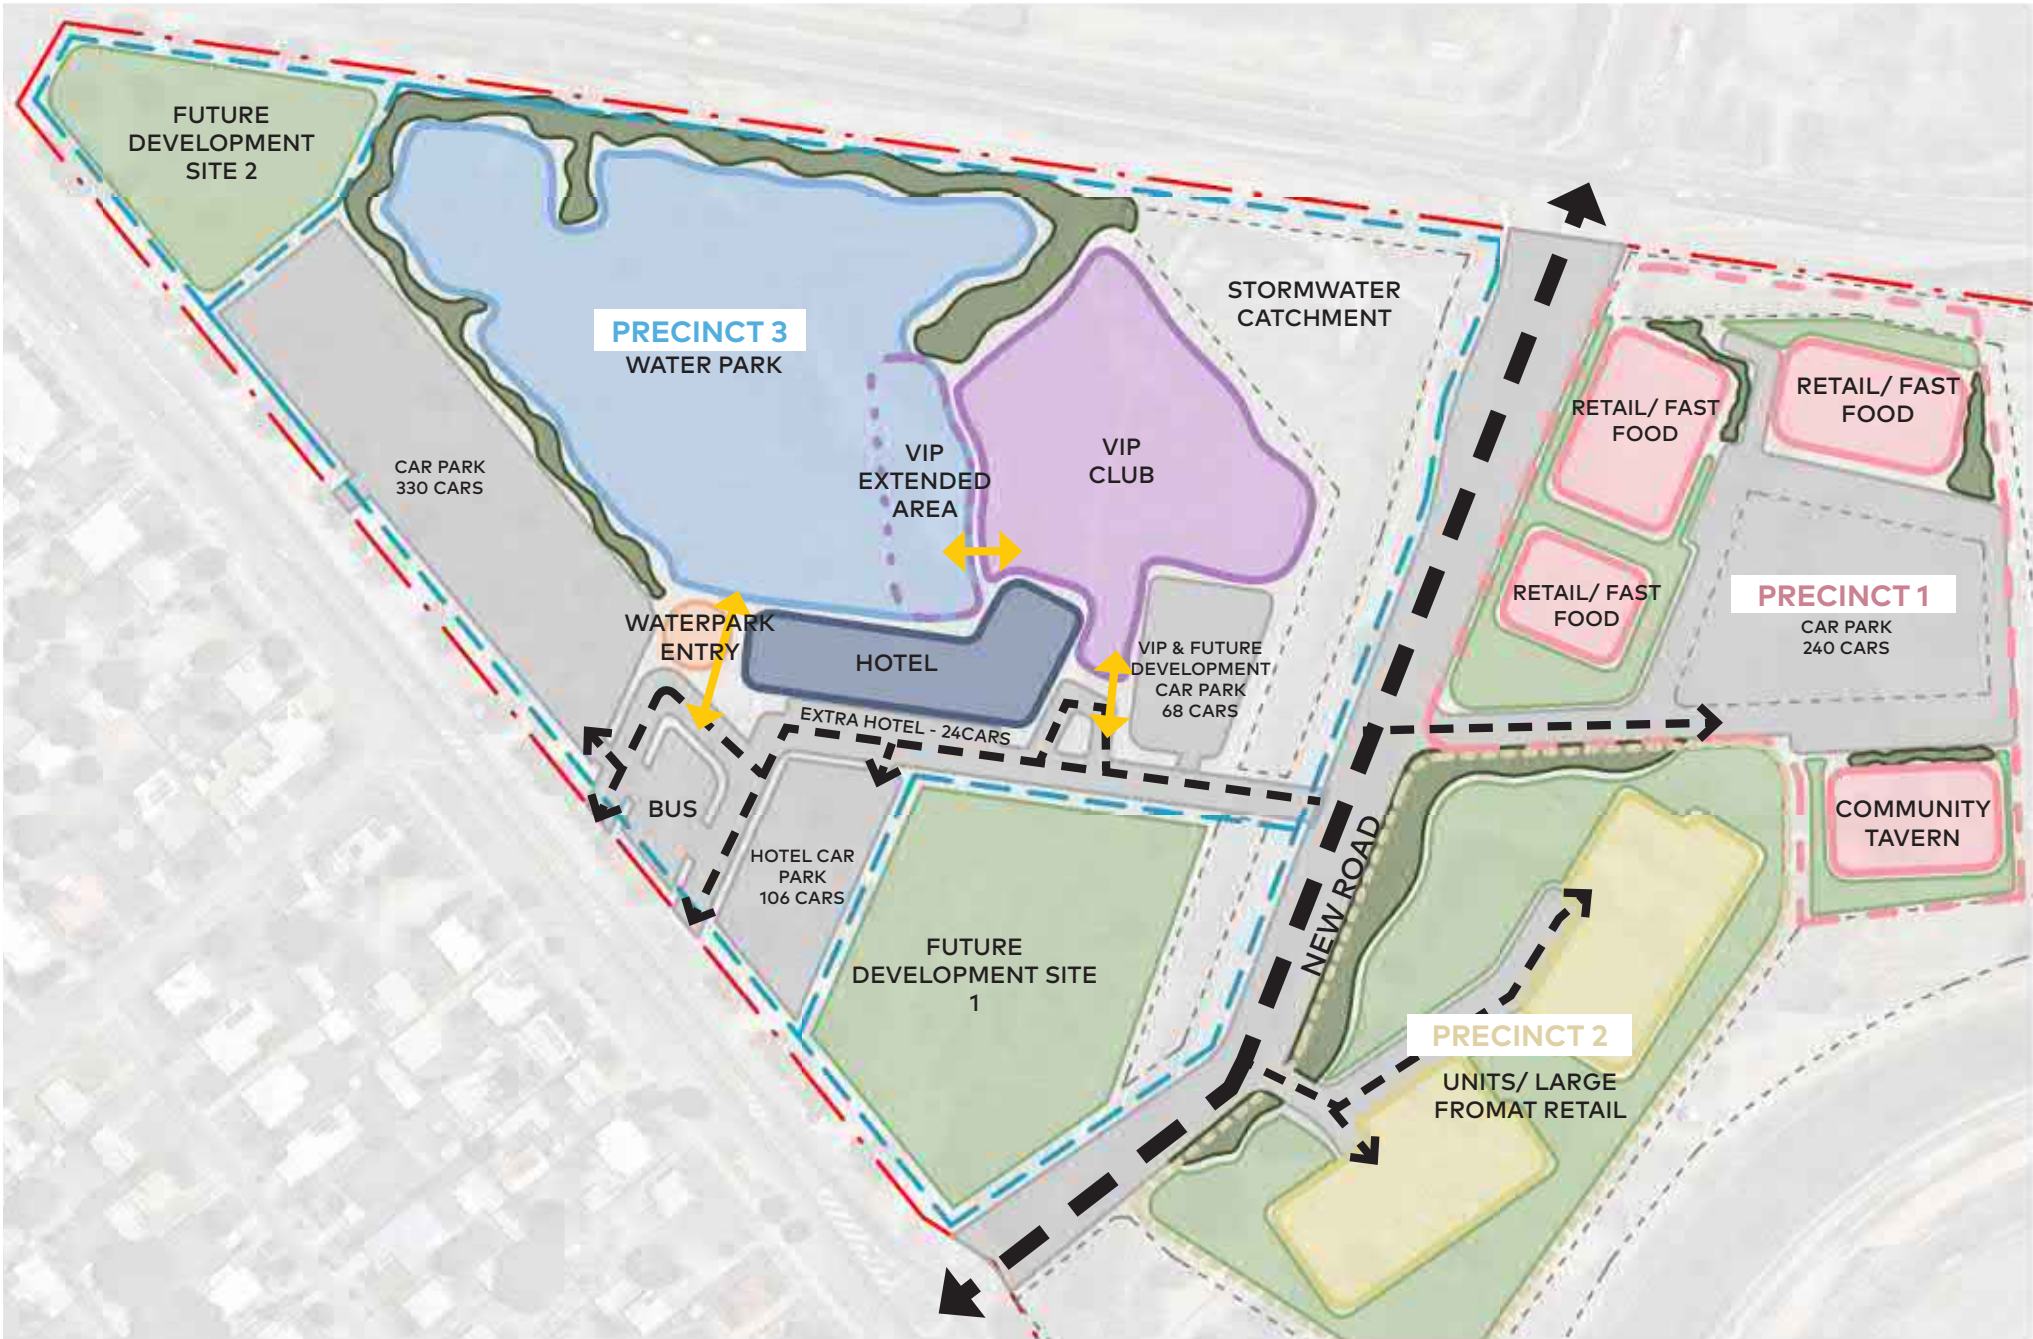 FUTURE
DEVELOPMENT
SITE 2
PRECINCT 3
WATER PARK
STORMWATER
CATCHMENT
CAR PARK
330 CARS
VIP
EXTENDED
AREA
VIP
CLUB
RETAIL/ FAST
FOOD
RETAIL/ FAST
FOOD
RETAIL/ FAST
FOOD
PRECINCT 1
CAR PARK
240 CARS
WATERPARK
ENTRY
HOTEL
VIP & FUTURE
DEVELOPMENT
CAR PARK
68 CARS
EXTRA HOTEL - 24CARS
BUS
HOTEL CAR
PARK
106 CARS
FUTURE
DEVELOPMENT SITE
1
NEW ROAD
COMMUNITY
TAVERN
PRECINCT 2
UNITS/ LARGE
FROMAT RETAIL